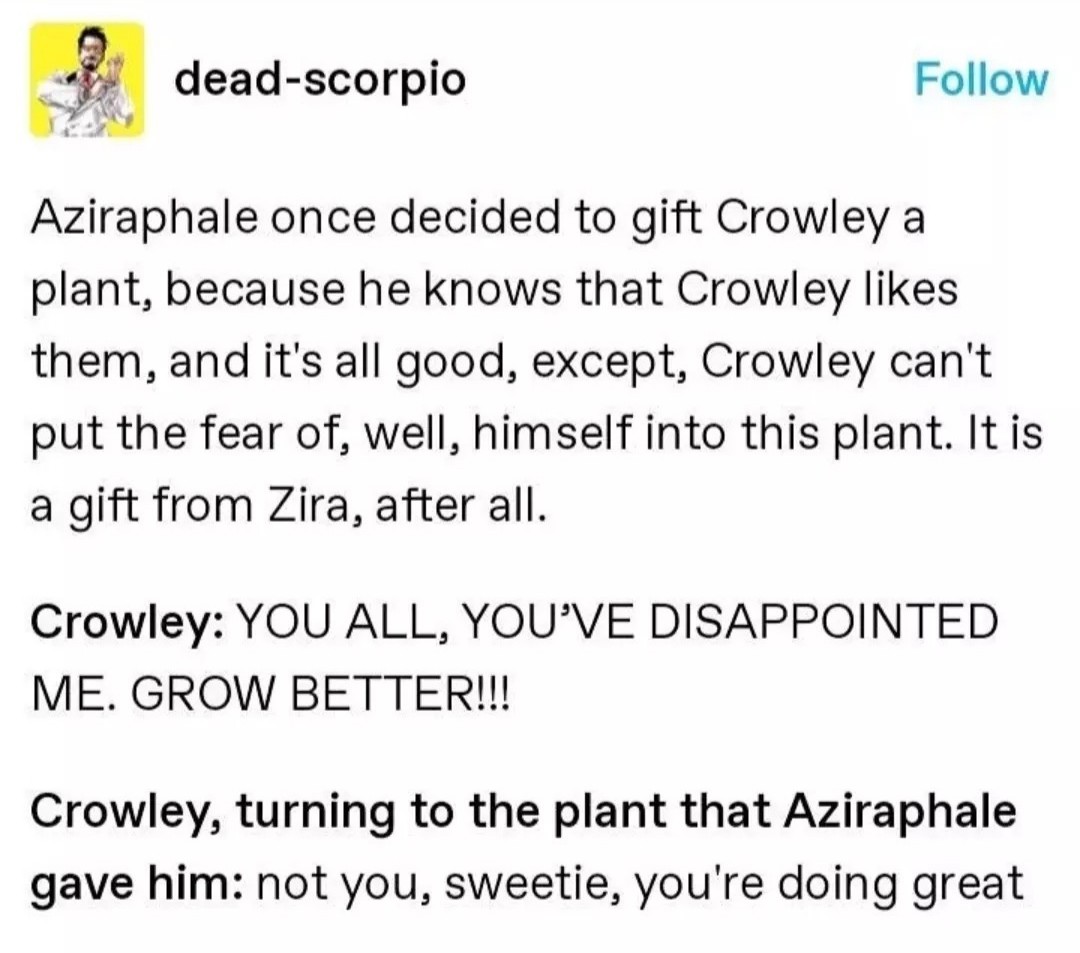 dead-scorpio
Follow
Aziraphale once decided to gift Crowley a
plant, because he knows that Crowley likes
them, and it's all good, except, Crowley can't
put the fear of, well, himself into this plant. It is
a gift from Zira, after all.
Crowley: YOU ALL, YOU’VE DISAPPOINTED
ME. GROW BETTER!!!
Crowley, turning to the plant that Aziraphale
gave him: not you, sweetie, you're doing great